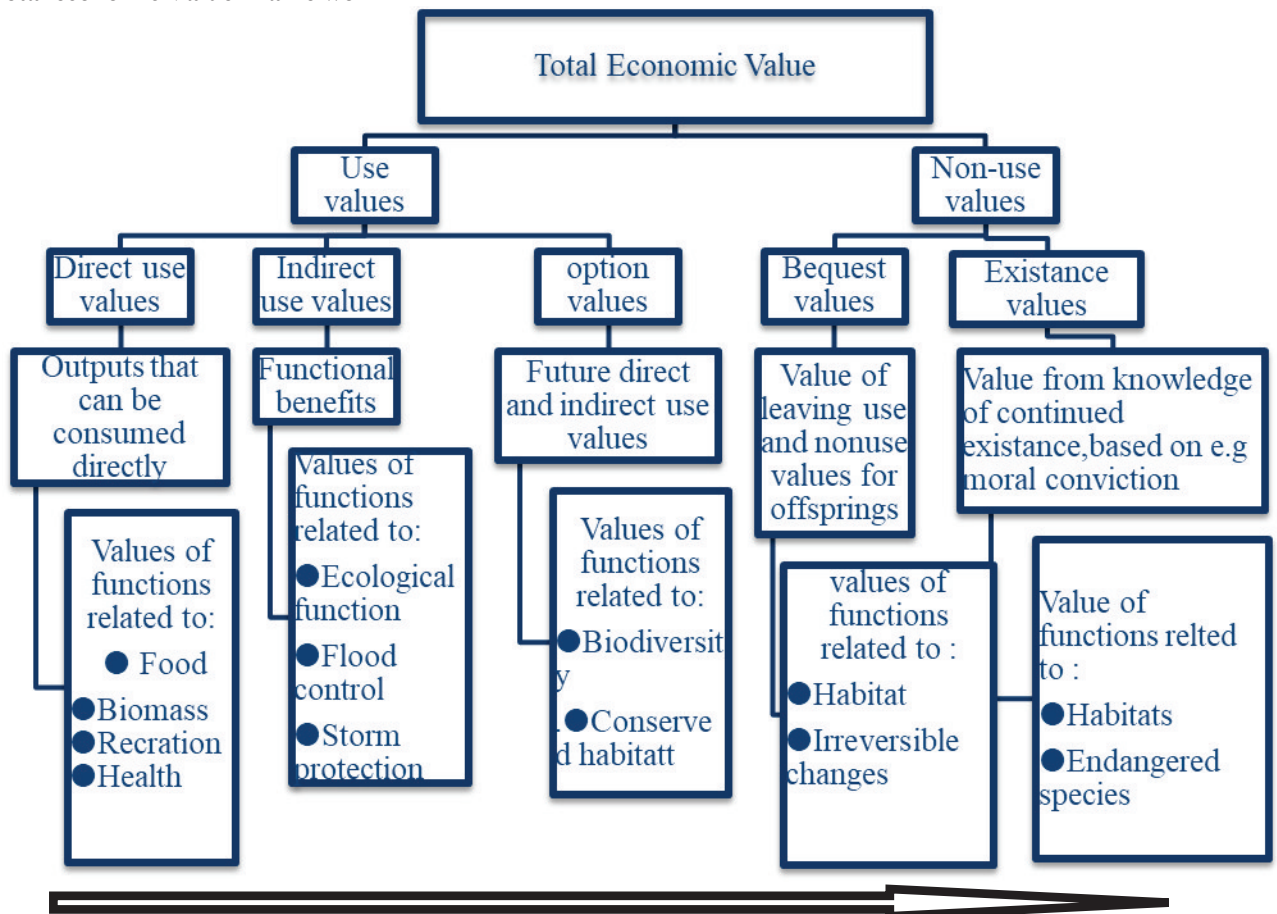 Total Economic Value
Use
values
Non-use
values
Direct use
values
Indirect
use values
option
values
Bequest
values
Existance
values
Outputs that
can be
consumed
directly
Functional
benefits
Future direct
and indirect use
values
Value of
leaving use
and nonuse
values for
offsprings
Value from knowledge
of continued
existance,based on e.g
moral conviction
Values of
functions
related to:
● Food
●Biomass
●Recration
●Health
Values of
functions
related to:
●Ecological
function
●Flood
control
●Storm
protection
Values of
functions
related to:
●Biodiversit
y
.●Conserve
d habitatt
values of
functions
related to :
●Habitat
●Irreversible
changes
Value of
functions relted
to :
●Habitats
●Endangered
species